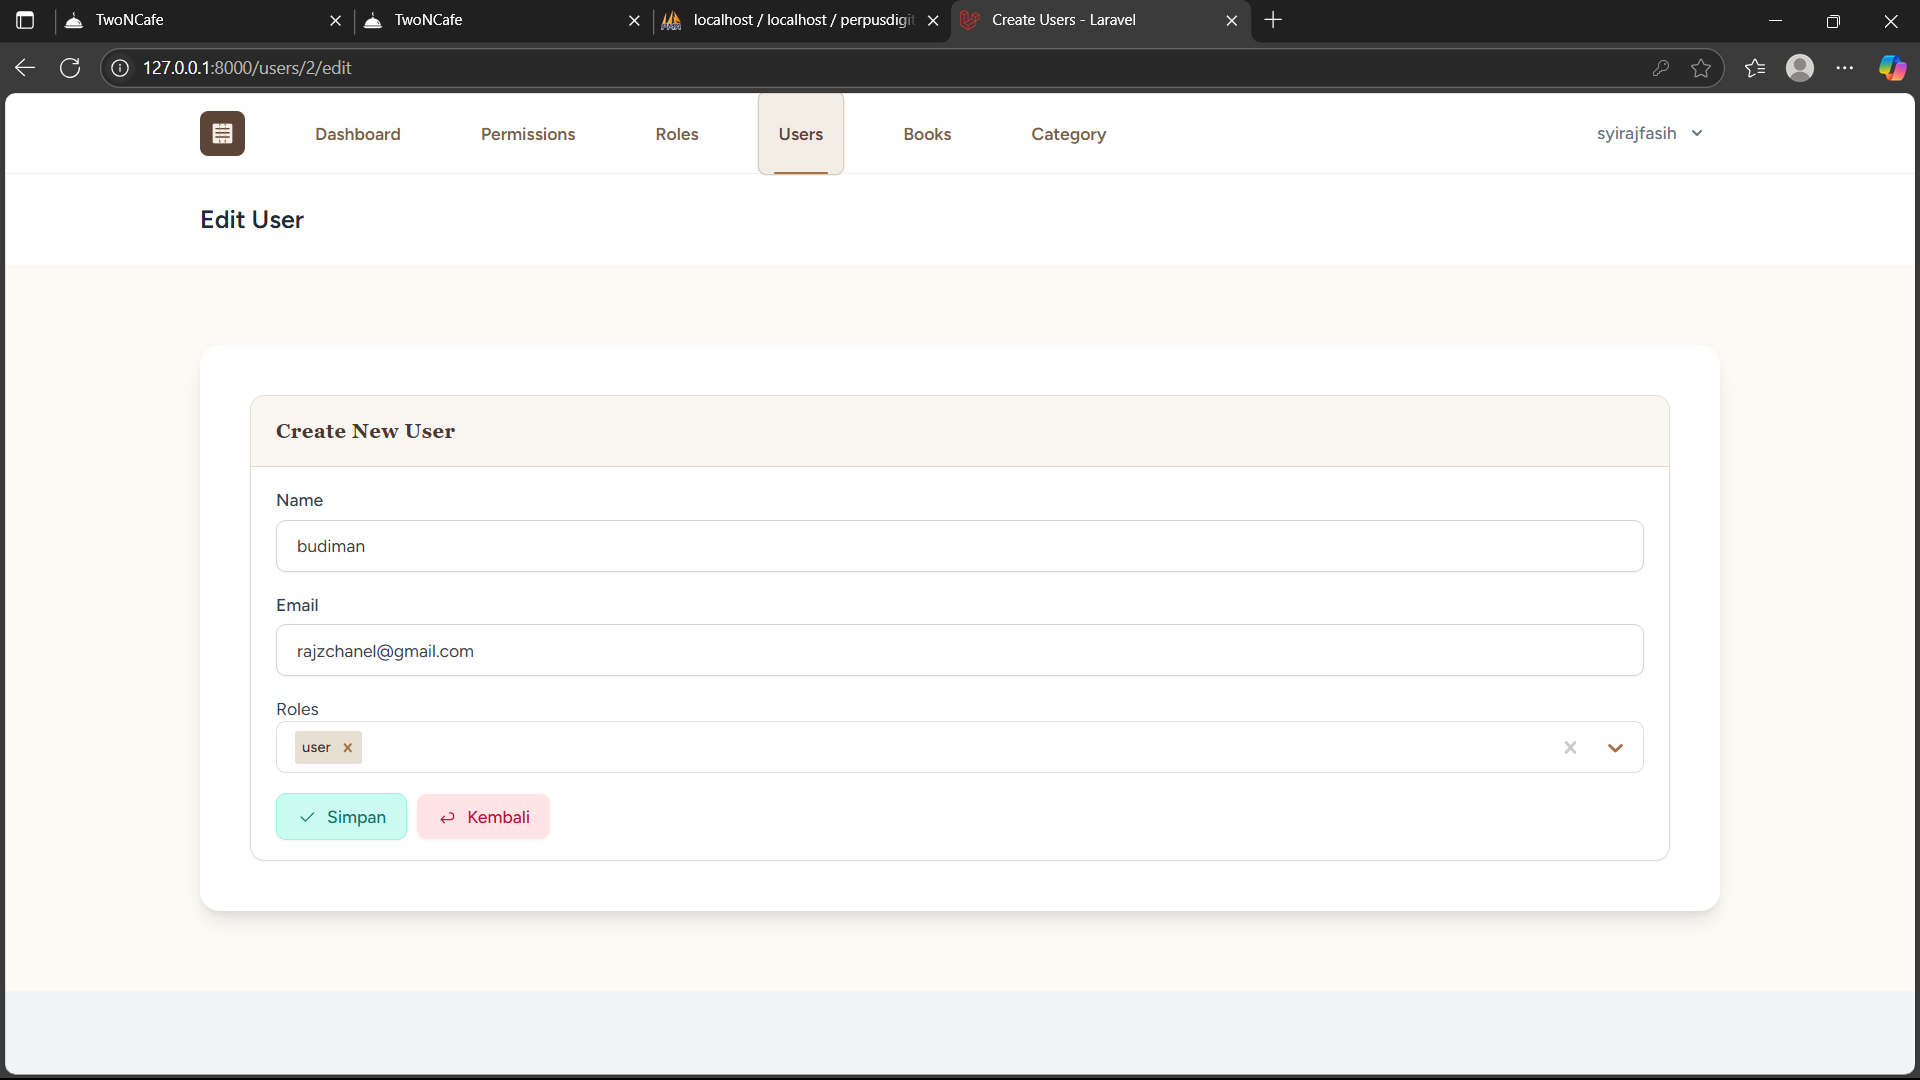 TwoNCafe
TwoNCafe
localhost / localhost / perpusdigit
Create Users - Laravel
127.0.0.1:8000/users/2/edit
Dashboard
Permissions
Roles
Users
Books
Category
syirajfasih
Edit User
Create New User
Name
budiman
Email
rajzchanel@gmail.com
Roles
user
Simpan
Kembali